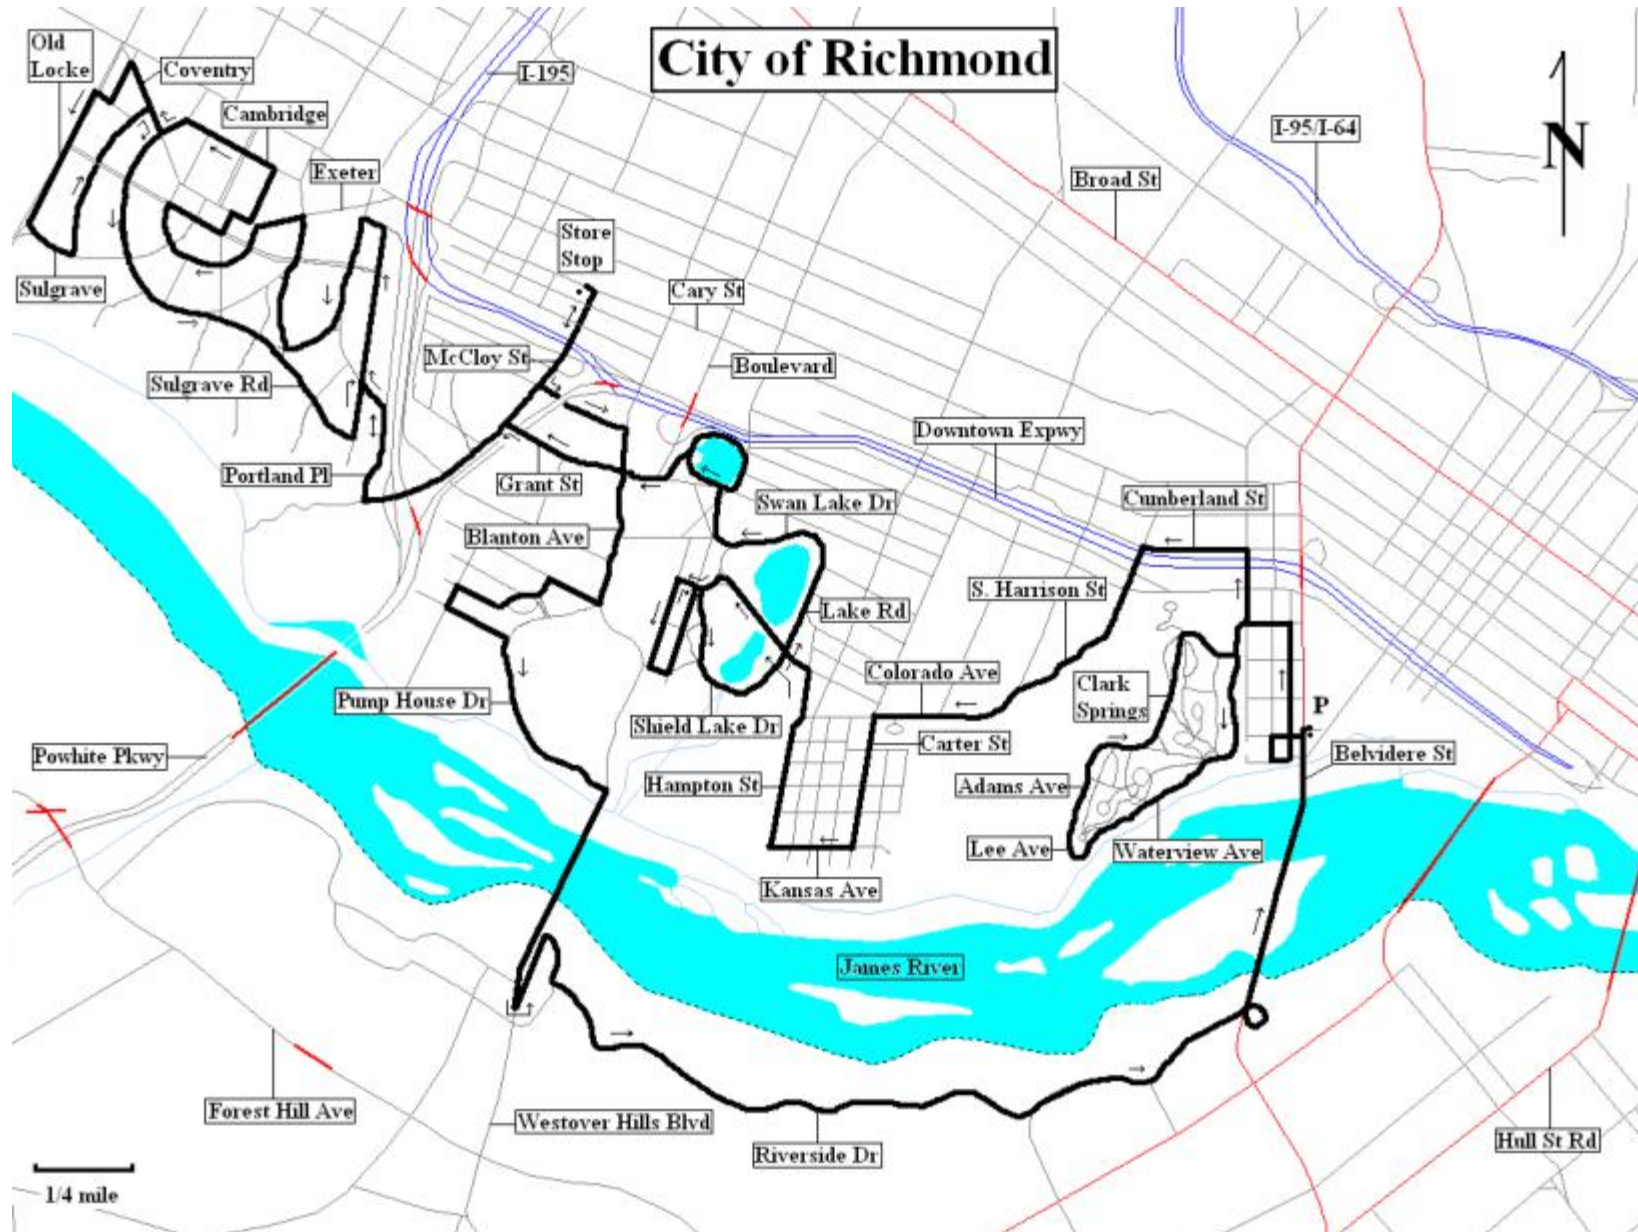 City of Richmond
Old
Locke
Coventry
I-195
Cambridge
I-95/I-64
N
Exeter
Broad St
Store
Stop
Sulgrave
Cary St
McCloy St
Boulevard
Sulgrave Rd
Downtown Expwy
Portland Pl
Grant St
Swan Lake Dr
Cumberland St
Blanton Ave
S. Harrison St
Lake Rd
Colorado Ave
Clark
Springs
Pump House Dr
P
Shield Lake Dr
Carter St
Powhite Pkwy
Belvidere St
Hampton St
Adams Ave
Lee Ave
Waterview Ave
Kansas Ave
James River
Forest Hill Ave
Westover Hills Blvd
Riverside Dr
Hull St Rd
1/4 mile